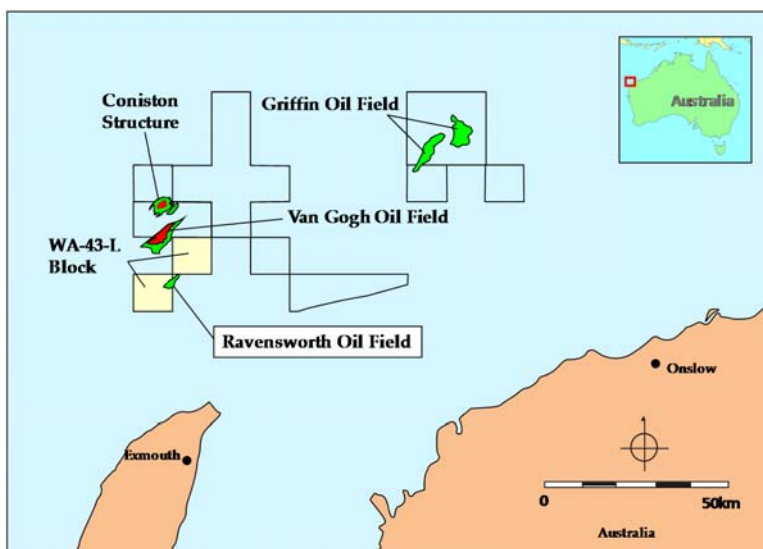 Coniston
Structure
Griffin Oil Field
Australia
Van Gogh Oil Field
WA-43-L
Block
Ravensworth Oil Field
Onslow
Exmouth
0
50km
Australia